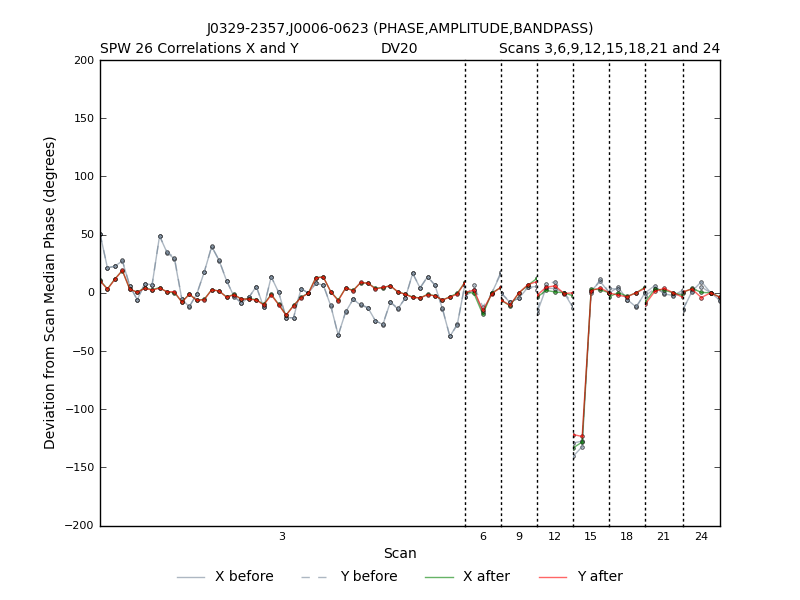 J0329-2357,J0006-0623 (PHASE,AMPLITUDE,BANDPASS)
SPW 26 Correlations X and Y DV20 Scans 3,6,9,12,15,18,21 and 24
200
150
100
50
0
−50
−100
−150
−200
Deviation from Scan Median Phase (degrees)
3 6 9 12 15 18 21 24
Scan
X before Y before X after Y after